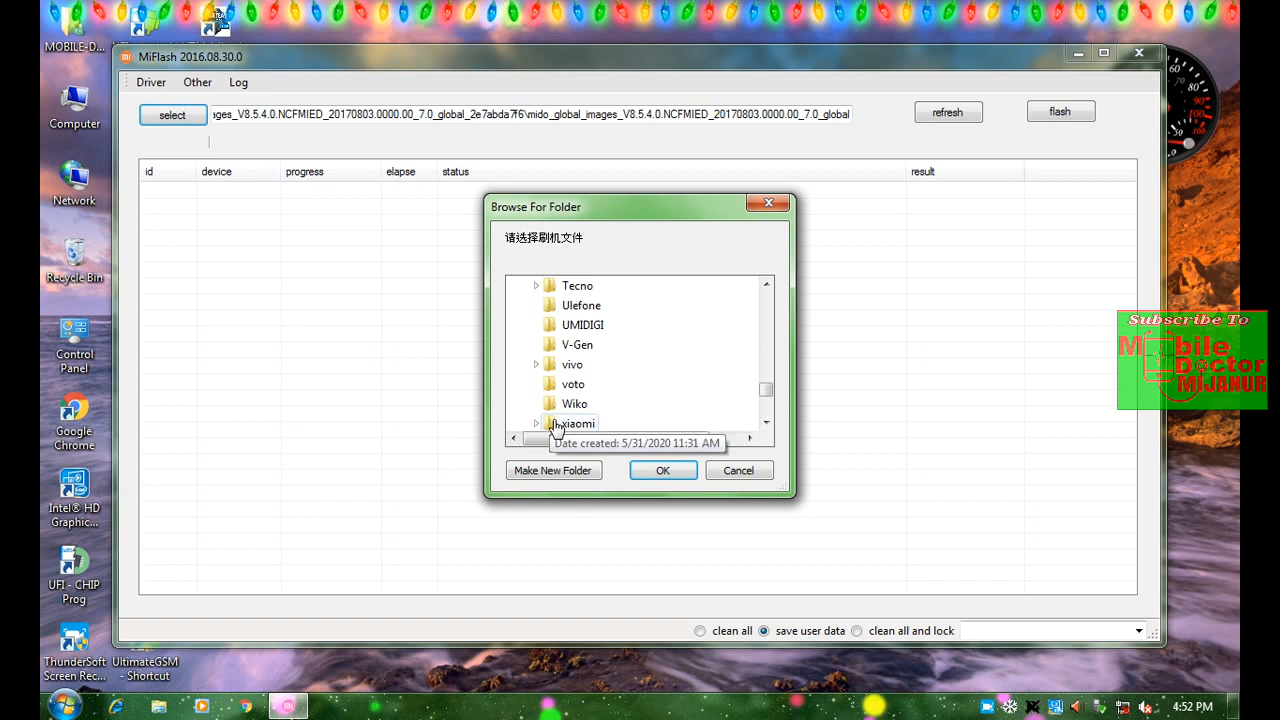 MOBILE-D...
MiFlash 2016.08.30.0
Driver Other Log
select
ages_V8.5.4.0.NCFMIED_20170803.0000.00_7.0_global_2e7abda7f6\mido_global_images_V8.5.4.0.NCFMIED_20170803.0000.00_7.0_global
refresh
flash
id device progress elapse status result
Browse For Folder
请选择刷机文件
Tecno
Ulefone
UMIDIGI
V-Gen
vivo
voto
Wiko
xiaomi
Date created: 5/31/2020 11:31 AM
Make New Folder OK Cancel
clean all save user data clean all and lock
Computer
Network
Recycle Bin
Control
Panel
Google
Chrome
Intel® HD
Graphic...
UFI - CHIP
Prog
ThunderSoft
Screen Rec...
UltimateGSM
- Shortcut
Subscribe To
Mobile
Doctor
MIJANUR
60
80
4:52 PM